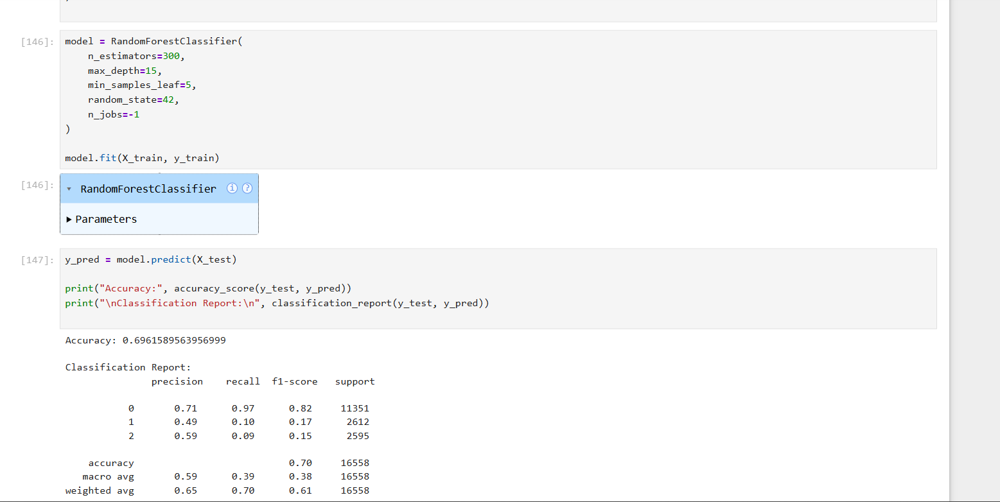 [146]: model = RandomForestClassifier(
    n_estimators=300,
    max_depth=15,
    min_samples_leaf=5,
    random_state=42,
    n_jobs=-1
)
model.fit(X_train, y_train)
[146]: ▾ RandomForestClassifier i ?
▶ Parameters
[147]: y_pred = model.predict(X_test)
print("Accuracy:", accuracy_score(y_test, y_pred))
print("\nClassification Report:\n", classification_report(y_test, y_pred))
Accuracy: 0.6961589563956999
Classification Report:
               precision    recall  f1-score   support
           0       0.71      0.97      0.82     11351
           1       0.49      0.10      0.17      2612
           2       0.59      0.09      0.15      2595
    accuracy                           0.70     16558
   macro avg       0.59      0.39      0.38     16558
weighted avg       0.65      0.70      0.61     16558